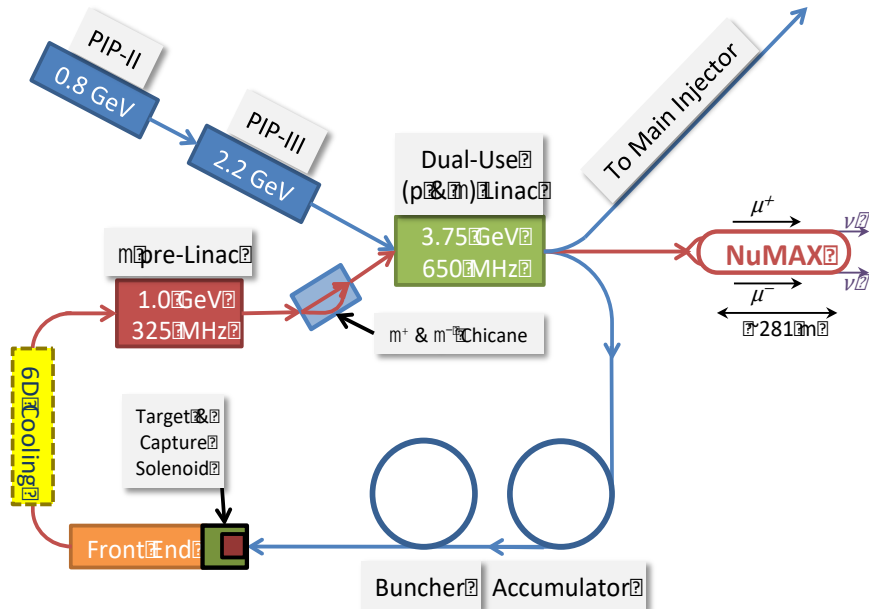 PIP-II
0.8 GeV
PIP-III
2.2 GeV
To Main Injector
Dual-Use
(p & m) Linac
3.75 GeV
650 MHz
μ⁺
NuMAX
ν
ν
μ⁻
~281 m
m pre-Linac
1.0 GeV
325 MHz
m⁺ & m⁻ Chicane
6D Cooling
Target &
Capture
Solenoid
Front End
Buncher
Accumulator